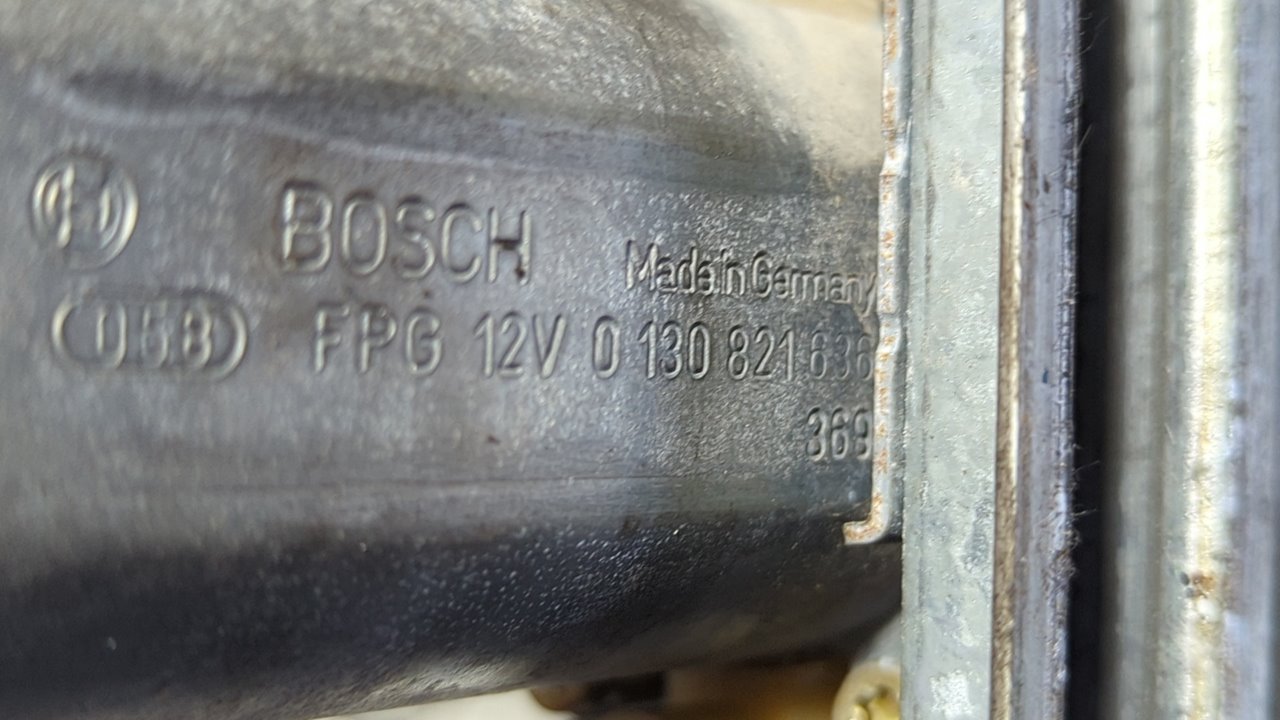 BOSCH
Made in Germany
(058) FPG 12V 0 130 821 636
369